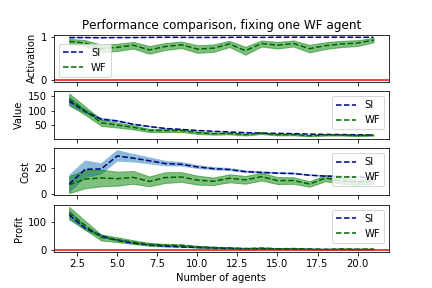 Performance comparison, fixing one WF agent
Activation
1
0
SI
WF
Value
150
100
50
SI
WF
Cost
20
0
SI
WF
Profit
100
0
SI
WF
2.5 5.0 7.5 10.0 12.5 15.0 17.5 20.0
Number of agents